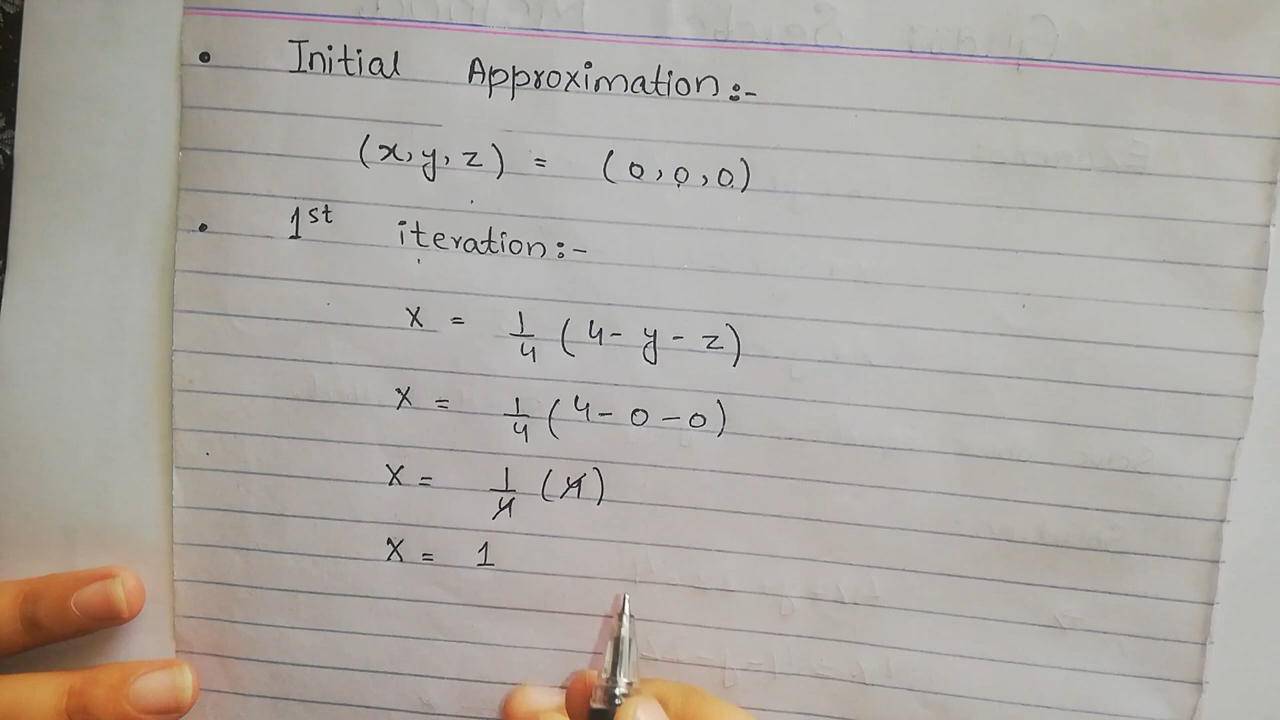 • Initial Approximation:-
(x, y, z) = (0, 0, 0)
• 1st iteration:-
x = 1/4 (4 - y - z)
x = 1/4 (4 - 0 - 0)
x = 1/4 (4)
x = 1